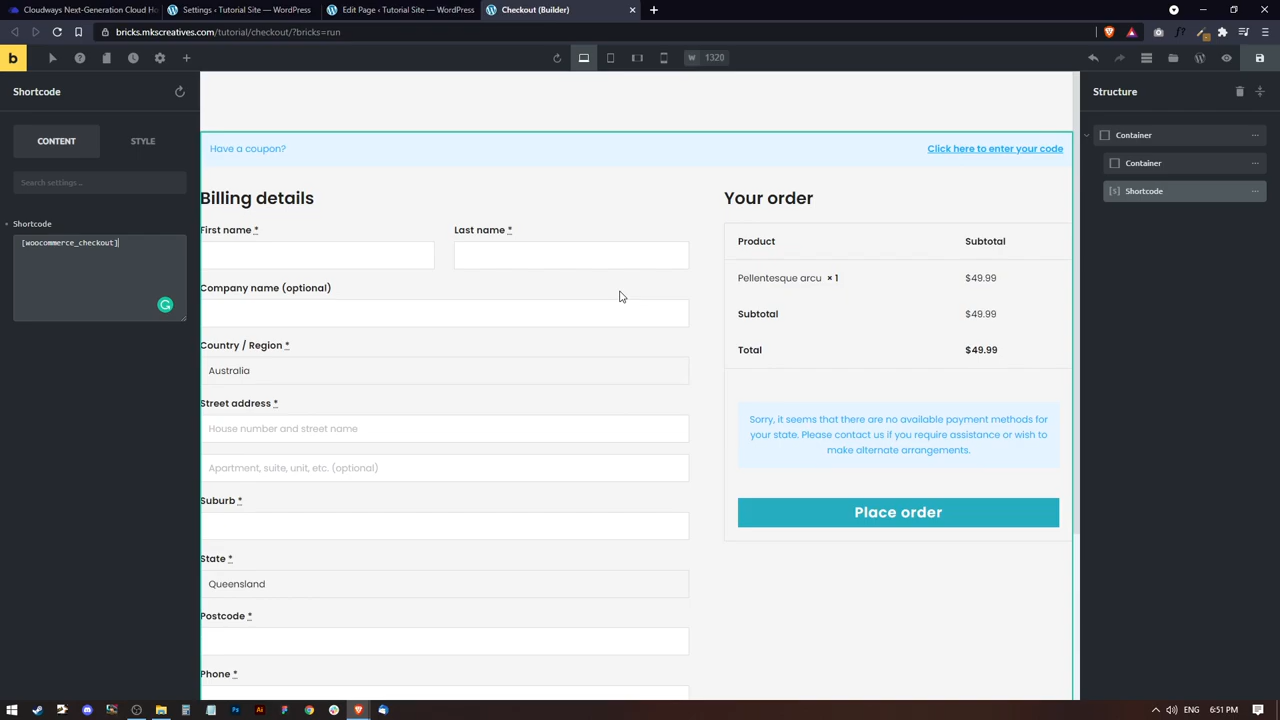 Cloudways Next-Generation Cloud H
Settings ‹ Tutorial Site — WordPress
Edit Page ‹ Tutorial Site — WordPress
Checkout (Builder)
bricks.mkscreatives.com/tutorial/checkout/?bricks=run
b
W 1320
Shortcode
Structure
CONTENT
STYLE
Search settings ..
Shortcode
[woocommerce_checkout]
Container
Container
Shortcode
Have a coupon?
Click here to enter your code
Billing details
Your order
First name *
Last name *
Product
Subtotal
Pellentesque arcu × 1
$49.99
Company name (optional)
Subtotal
$49.99
Country / Region *
Total
$49.99
Australia
Street address *
House number and street name
Sorry, it seems that there are no available payment methods for
your state. Please contact us if you require assistance or wish to
make alternate arrangements.
Apartment, suite, unit, etc. (optional)
Suburb *
Place order
State *
Queensland
Postcode *
Phone *
ENG
6:51 PM